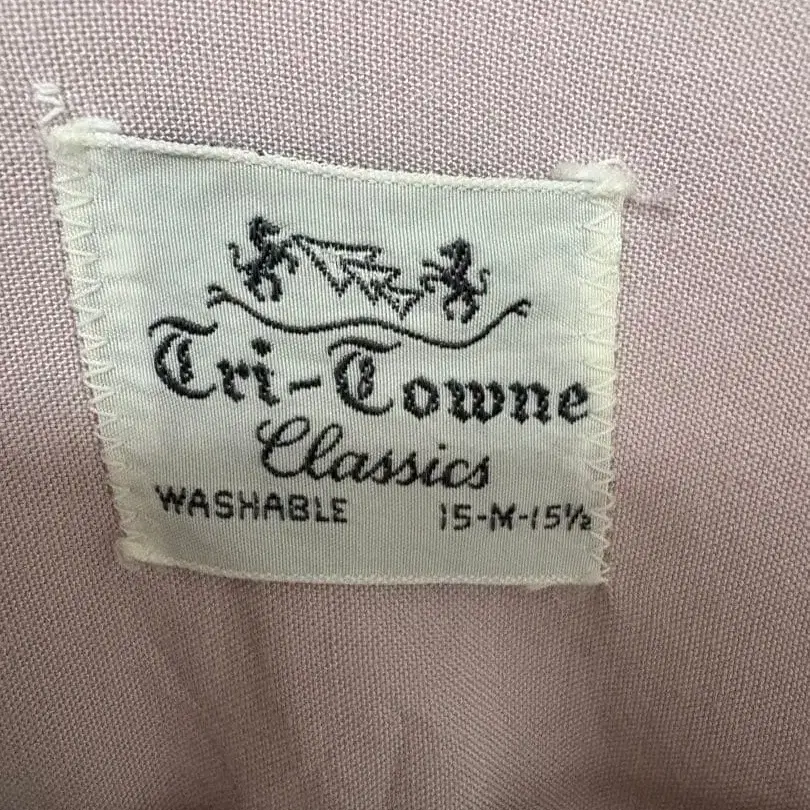 Tri-Towne
Classics
WASHABLE 15-M-15½